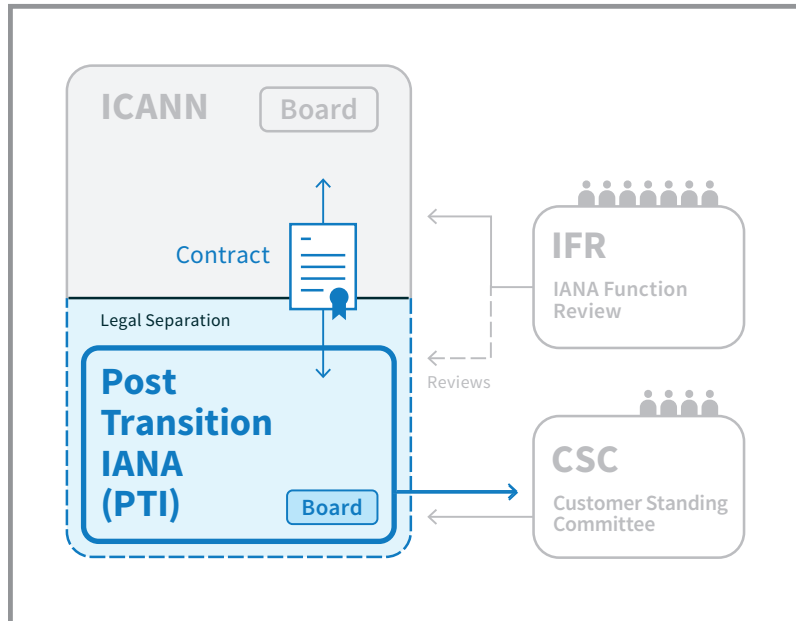 ICANN
Board
Contract
Legal Separation
Post
Transition
IANA
(PTI)
Board
IFR
IANA Function
Review
Reviews
CSC
Customer Standing
Committee